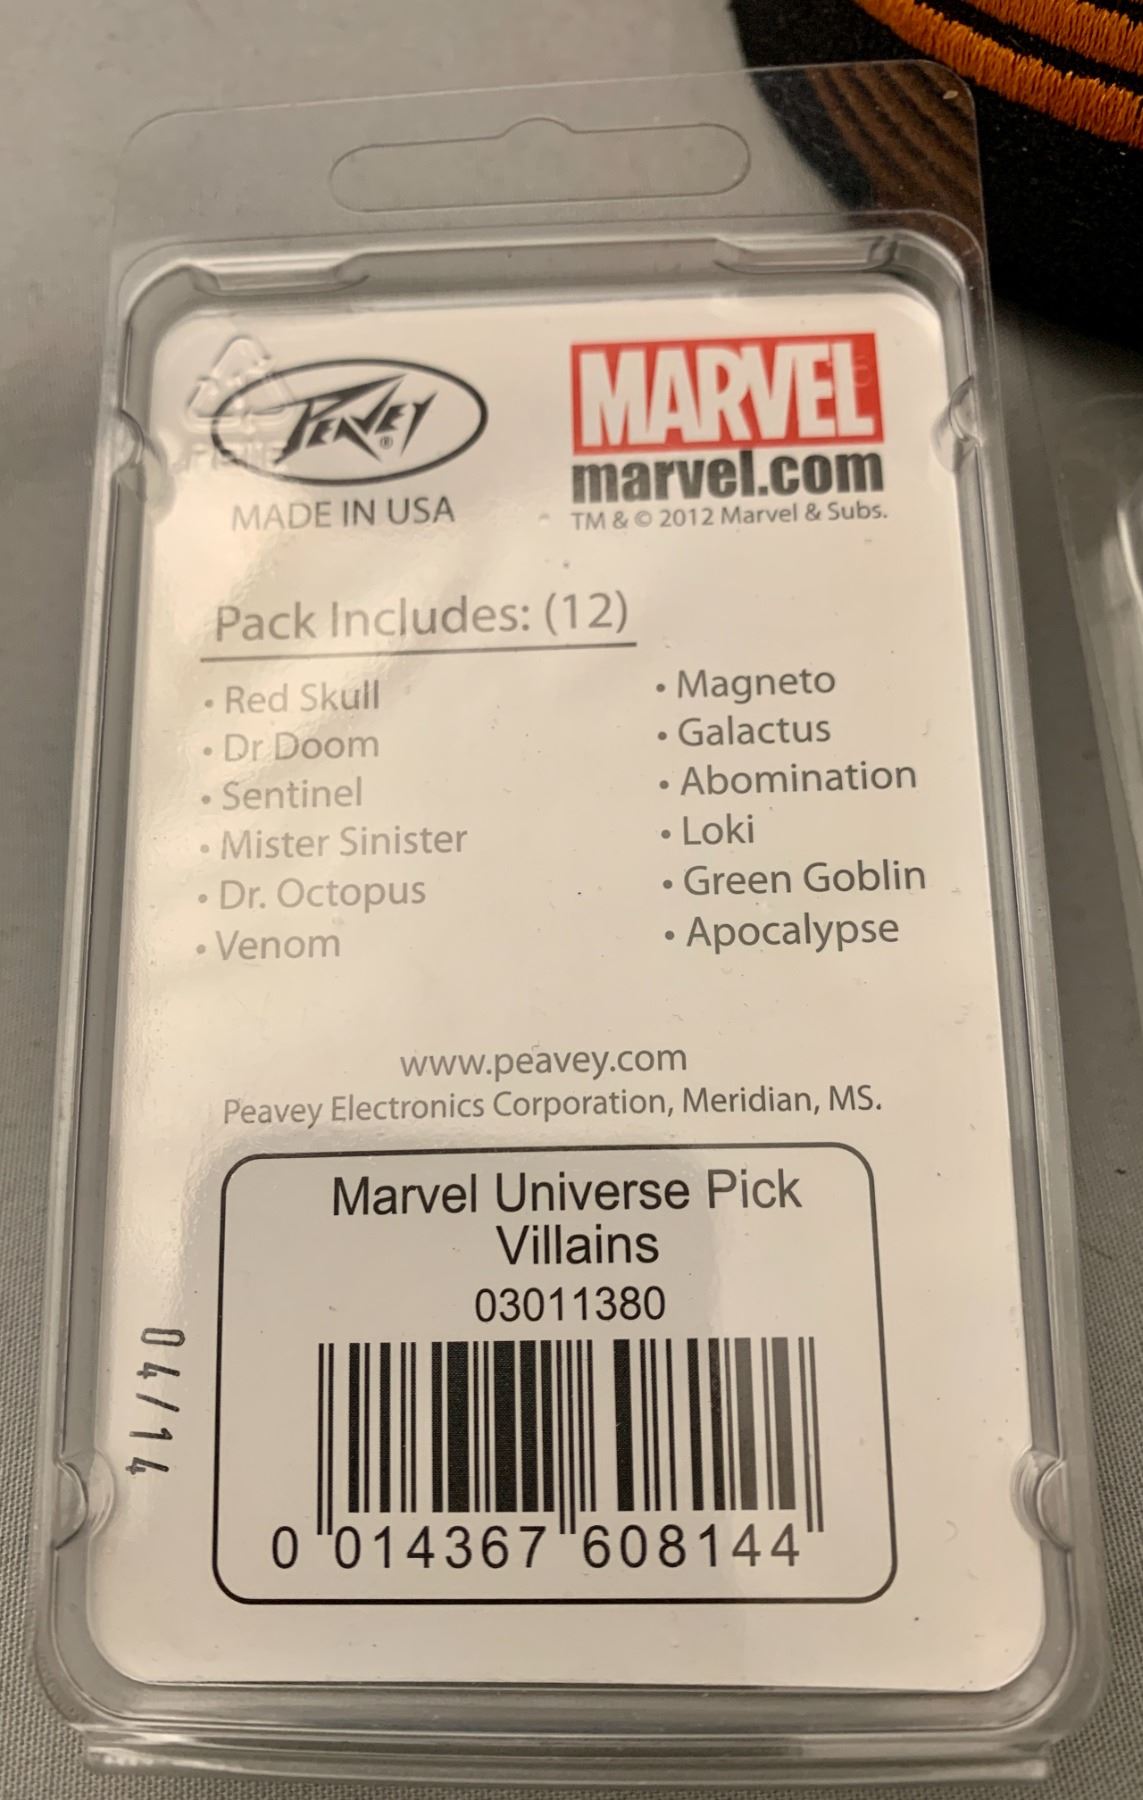 PEAVEY®
MADE IN USA
MARVEL
marvel.com
TM & © 2012 Marvel & Subs.
Pack Includes: (12)
• Red Skull
• Dr Doom
• Sentinel
• Mister Sinister
• Dr. Octopus
• Venom
• Magneto
• Galactus
• Abomination
• Loki
• Green Goblin
• Apocalypse
www.peavey.com
Peavey Electronics Corporation, Meridian, MS.
Marvel Universe Pick
Villains
03011380
0 014367 608144
04/14